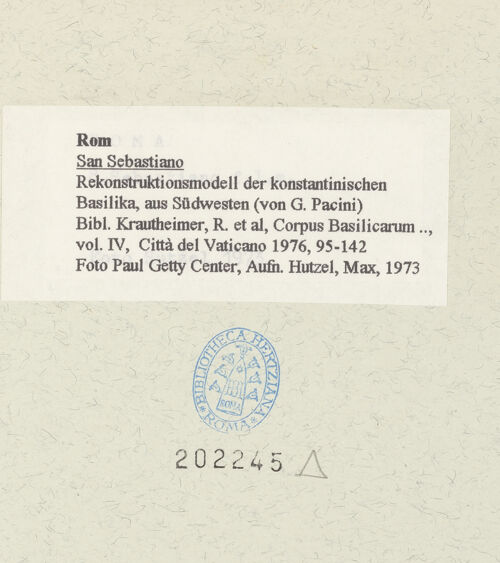 Rom
San Sebastiano
Rekonstruktionsmodell der konstantinischen
Basilika, aus Südwesten (von G. Pacini)
Bibl. Krautheimer, R. et al, Corpus Basilicarum ..,
vol. IV, Città del Vaticano 1976, 95-142
Foto Paul Getty Center, Aufn. Hutzel, Max, 1973
BIBLIOTHECA HERTZIANA
ROMA
ROMA
202245